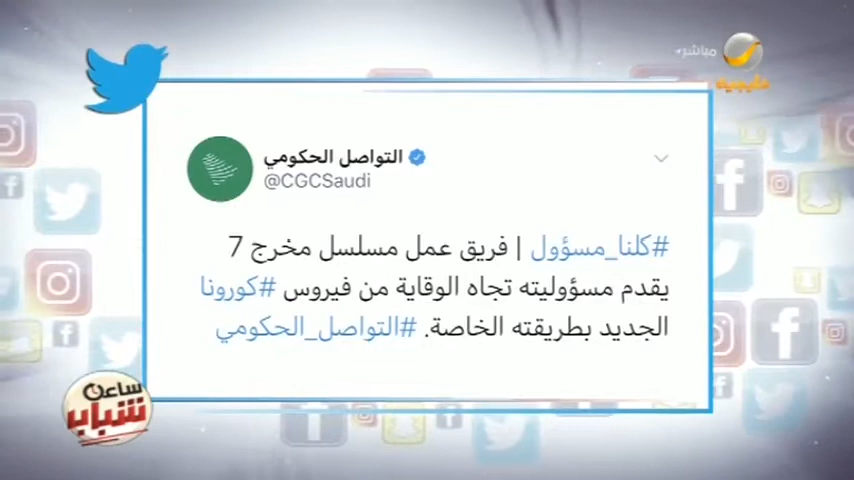 مباشر
روتانا خليجية
التواصل الحكومي
@CGCSaudi
#كلنا_مسؤول | فريق عمل مسلسل مخرج 7
يقدم مسؤوليته تجاه الوقاية من فيروس #كورونا
الجديد بطريقته الخاصة. #التواصل_الحكومي
ساعة
شباب